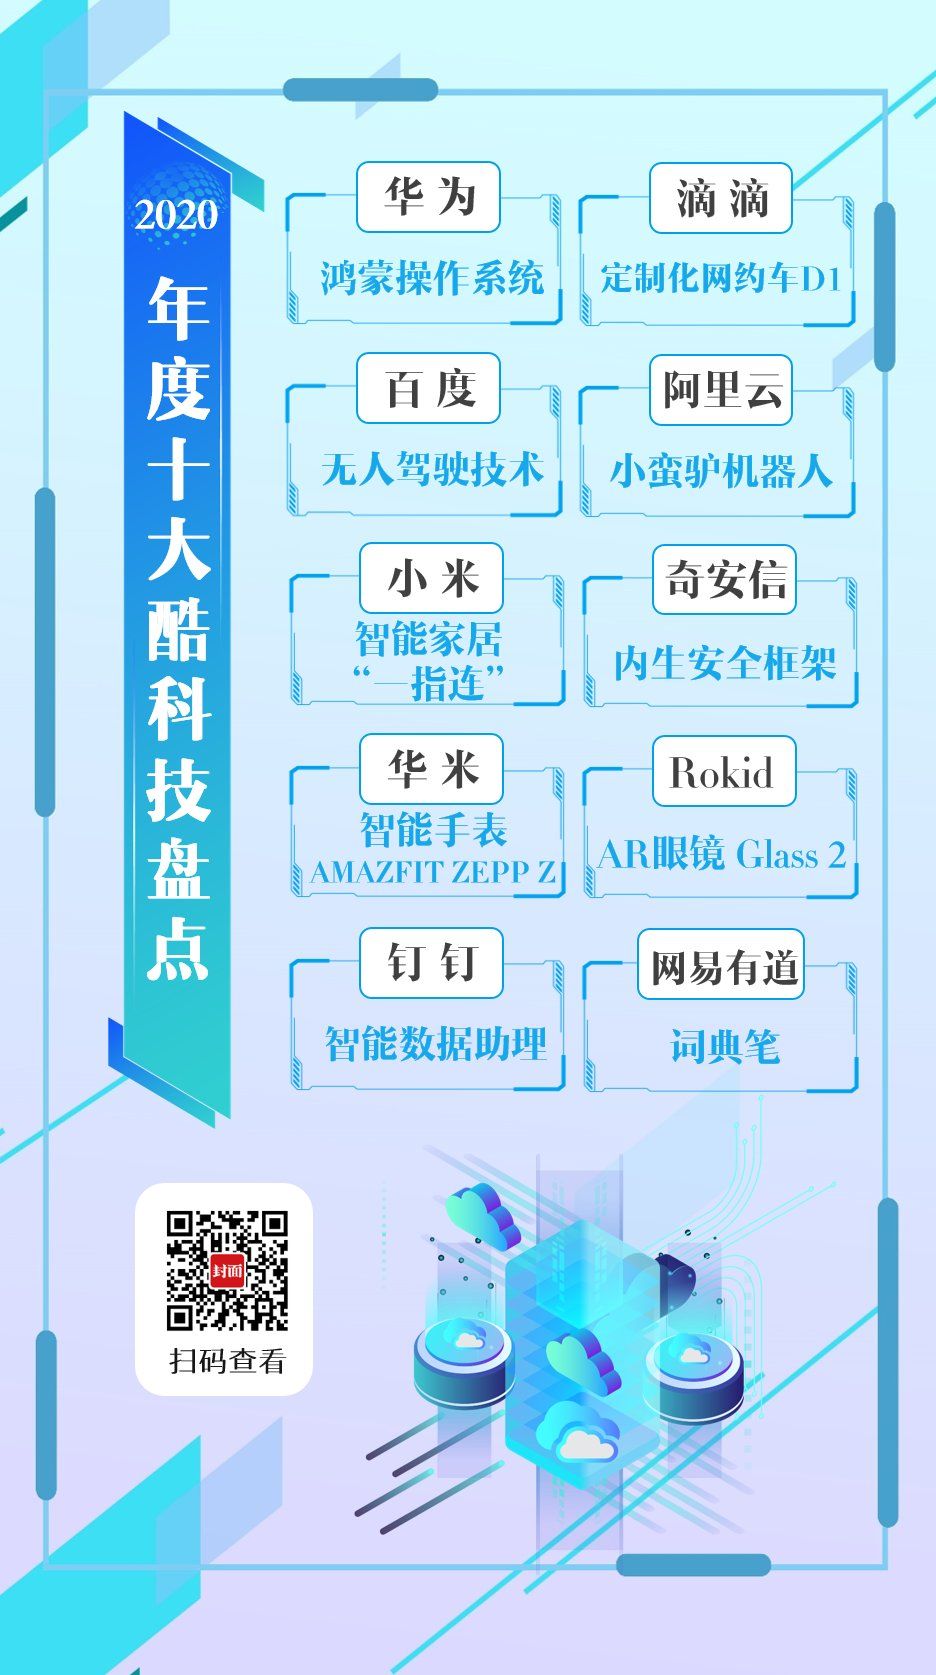 2020
年度十大酷科技盘点
华为
鸿蒙操作系统
滴滴
定制化网约车D1
百度
无人驾驶技术
阿里云
小蛮驴机器人
小米
智能家居
“一指连”
奇安信
内生安全框架
华米
智能手表
AMAZFIT ZEPP Z
Rokid
AR眼镜 Glass 2
钉钉
智能数据助理
网易有道
词典笔
封面
扫码查看